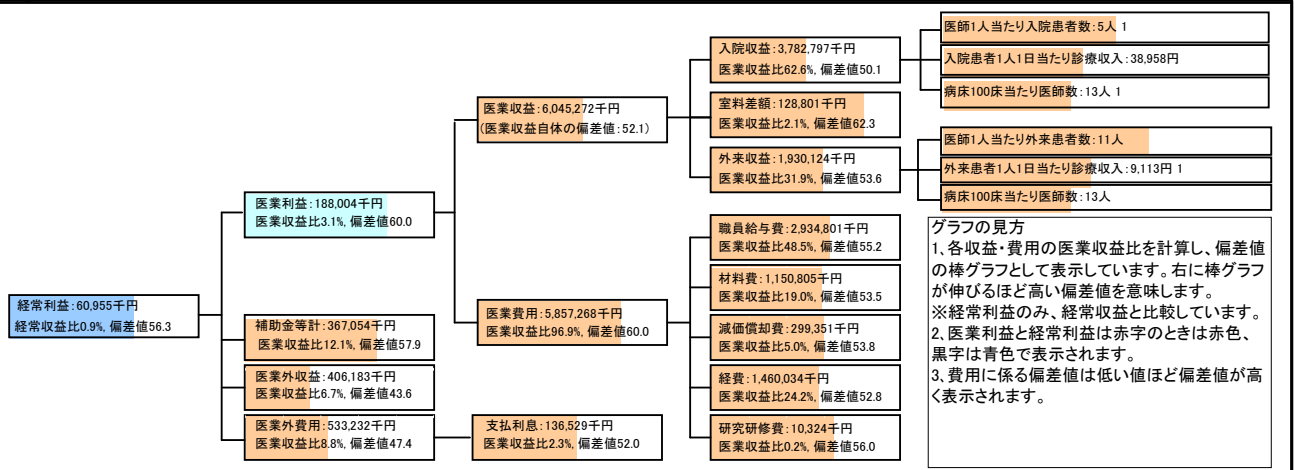 経常利益:60,955千円
経常収益比0.9%, 偏差値56.3
医業利益:188,004千円
医業収益比3.1%, 偏差値60.0
補助金等計:367,054千円
医業収益比12.1%, 偏差値57.9
医業外収益:406,183千円
医業収益比6.7%, 偏差値43.6
医業外費用:533,232千円
医業収益比8.8%, 偏差値47.4
支払利息:136,529千円
医業収益比2.3%, 偏差値52.0
医業収益:6,045,272千円
(医業収益自体の偏差値:52.1)
医業費用:5,857,268千円
医業収益比96.9%, 偏差値60.0
入院収益:3,782,797千円
医業収益比62.6%, 偏差値50.1
室料差額:128,801千円
医業収益比2.1%, 偏差値62.3
外来収益:1,930,124千円
医業収益比31.9%, 偏差値53.6
職員給与費:2,934,801千円
医業収益比48.5%, 偏差値55.2
材料費:1,150,805千円
医業収益比19.0%, 偏差値53.5
減価償却費:299,351千円
医業収益比5.0%, 偏差値53.8
経費:1,460,034千円
医業収益比24.2%, 偏差値52.8
研究研修費:10,324千円
医業収益比0.2%, 偏差値56.0
医師1人当たり入院患者数:5人 1
入院患者1人1日当たり診療収入:38,958円
病床100床当たり医師数:13人 1
医師1人当たり外来患者数:11人
外来患者1人1日当たり診療収入:9,113円 1
病床100床当たり医師数:13人
グラフの見方
1、各収益・費用の医業収益比を計算し、偏差値
の棒グラフとして表示しています。右に棒グラフ
が伸びるほど高い偏差値を意味します。
※経常利益のみ、経常収益と比較しています。
2、医業利益と経常利益は赤字のときは赤色、
黒字は青色で表示されます。
3、費用に係る偏差値は低い値ほど偏差値が高
く表示されます。